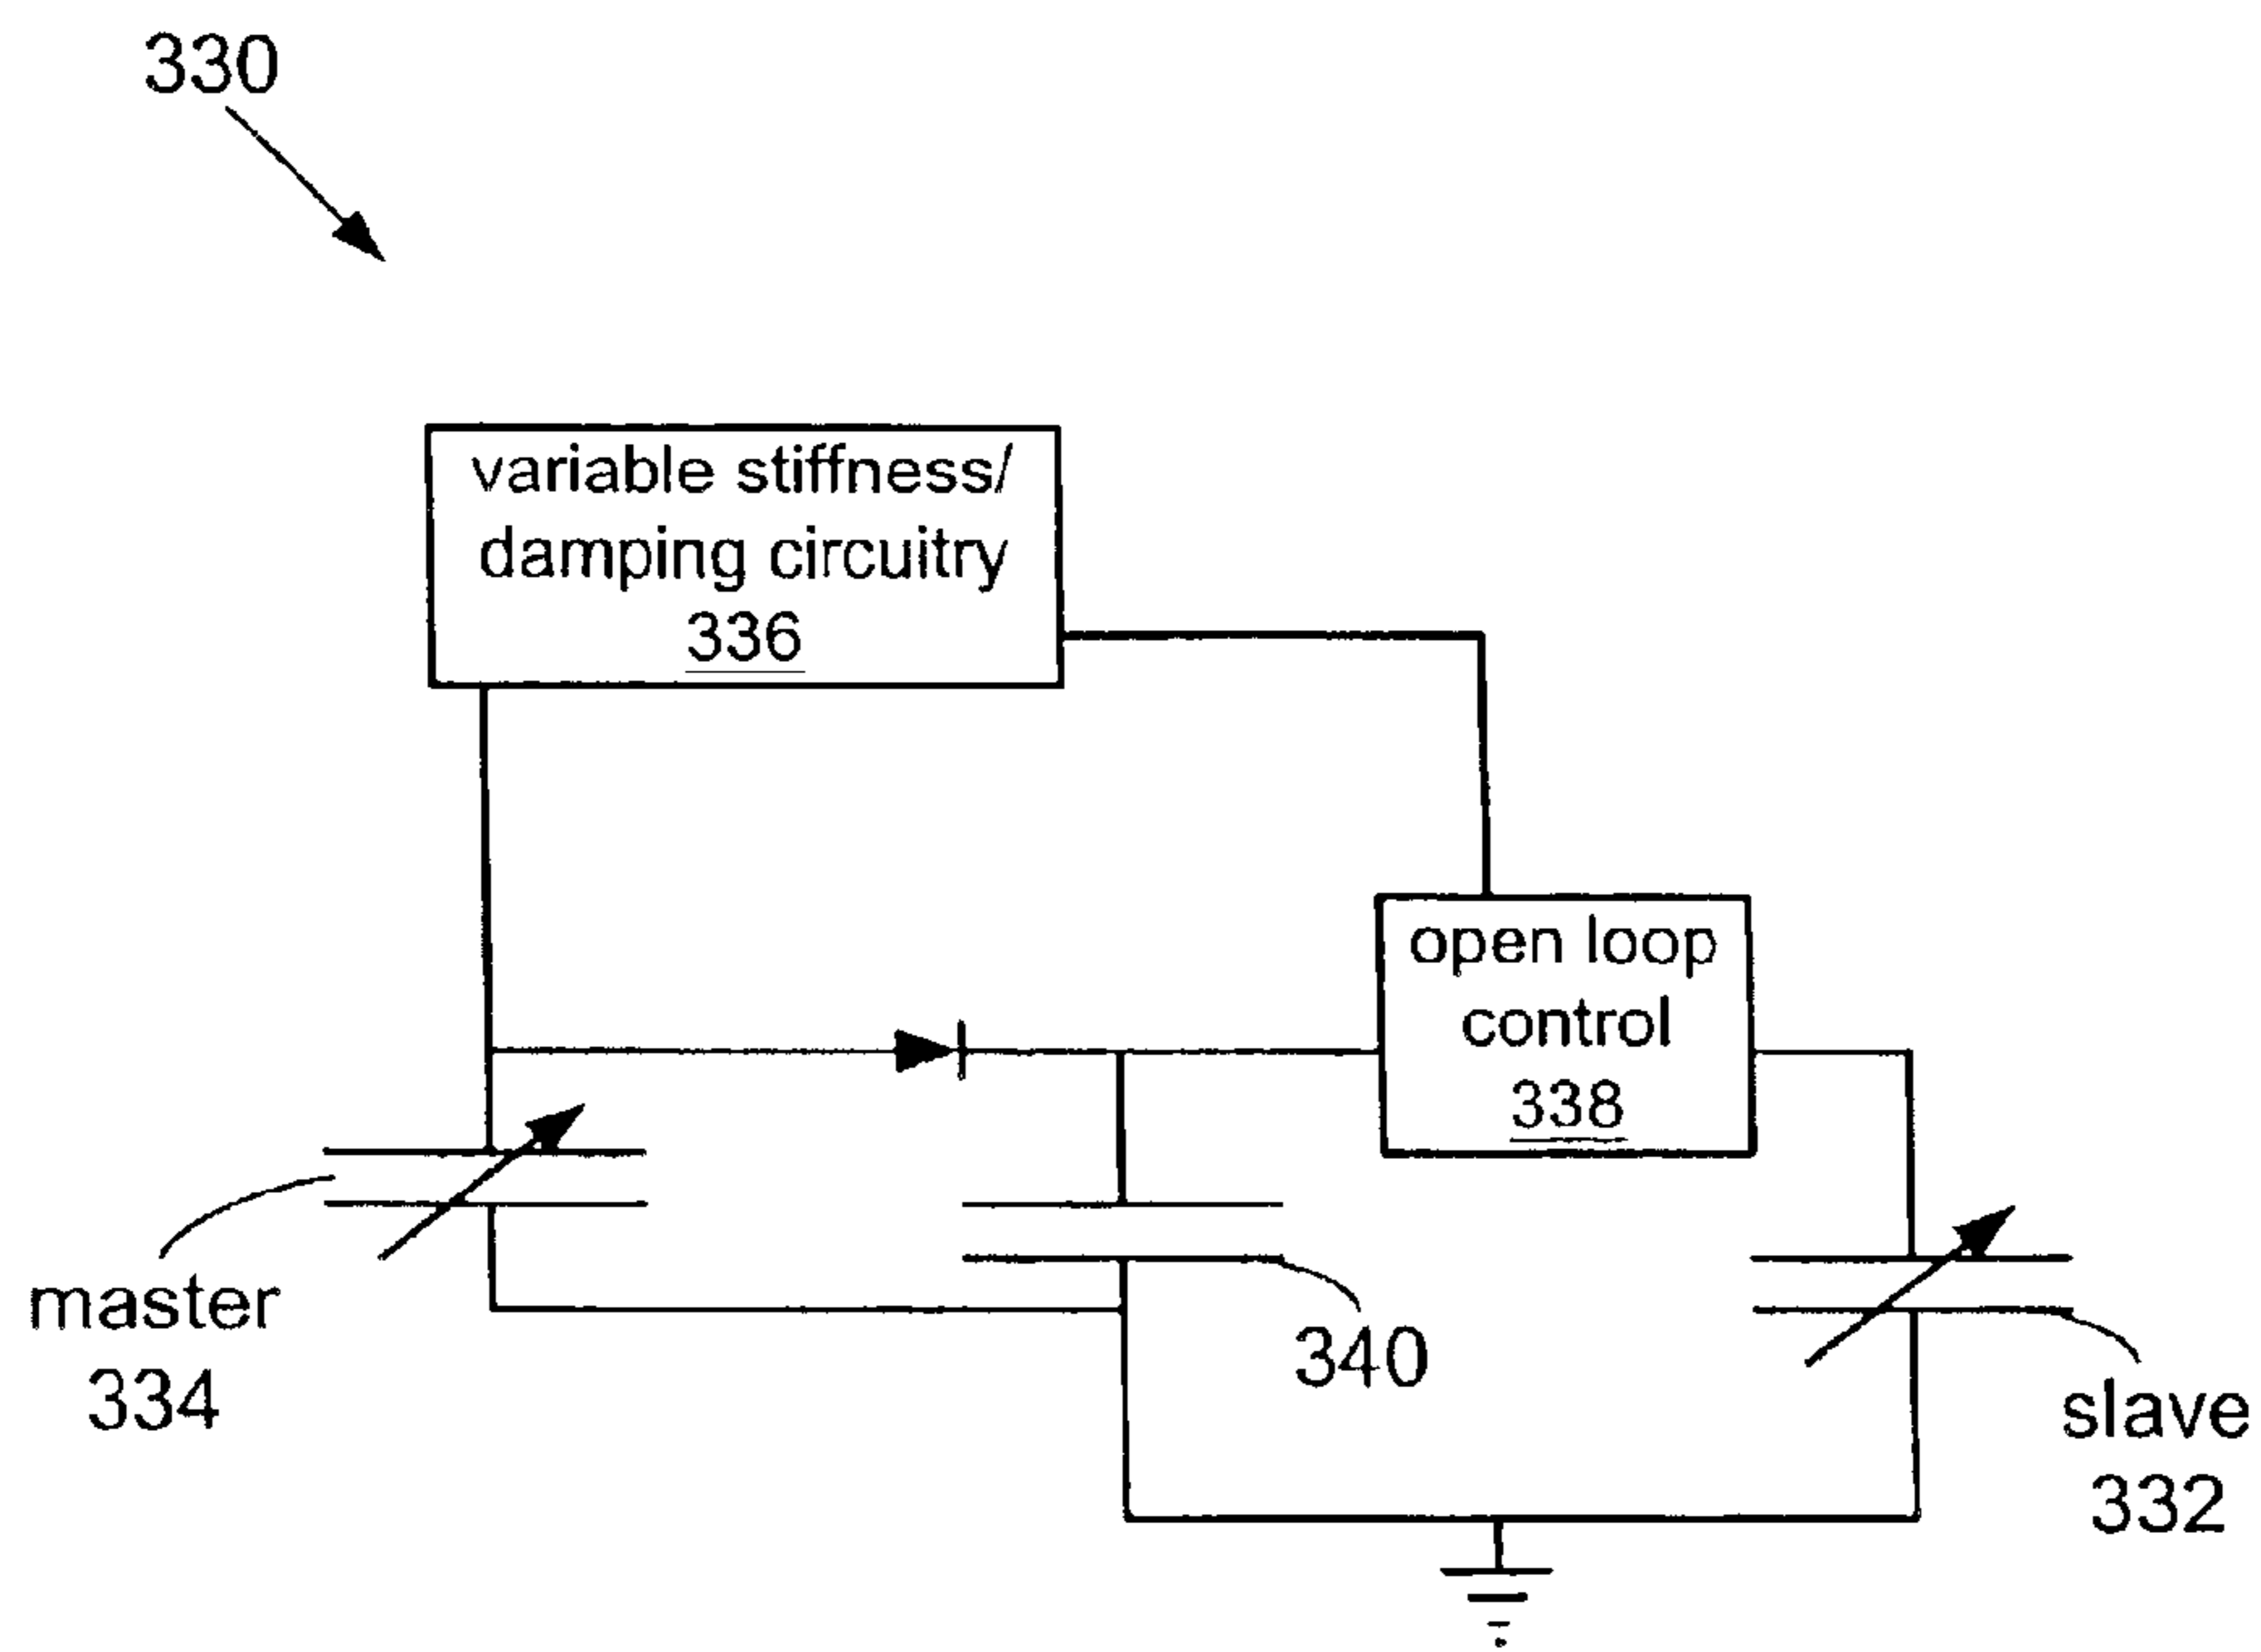 330
variable stiffness/
damping circuitry
336
open loop
control
338
master
334
340
slave
332